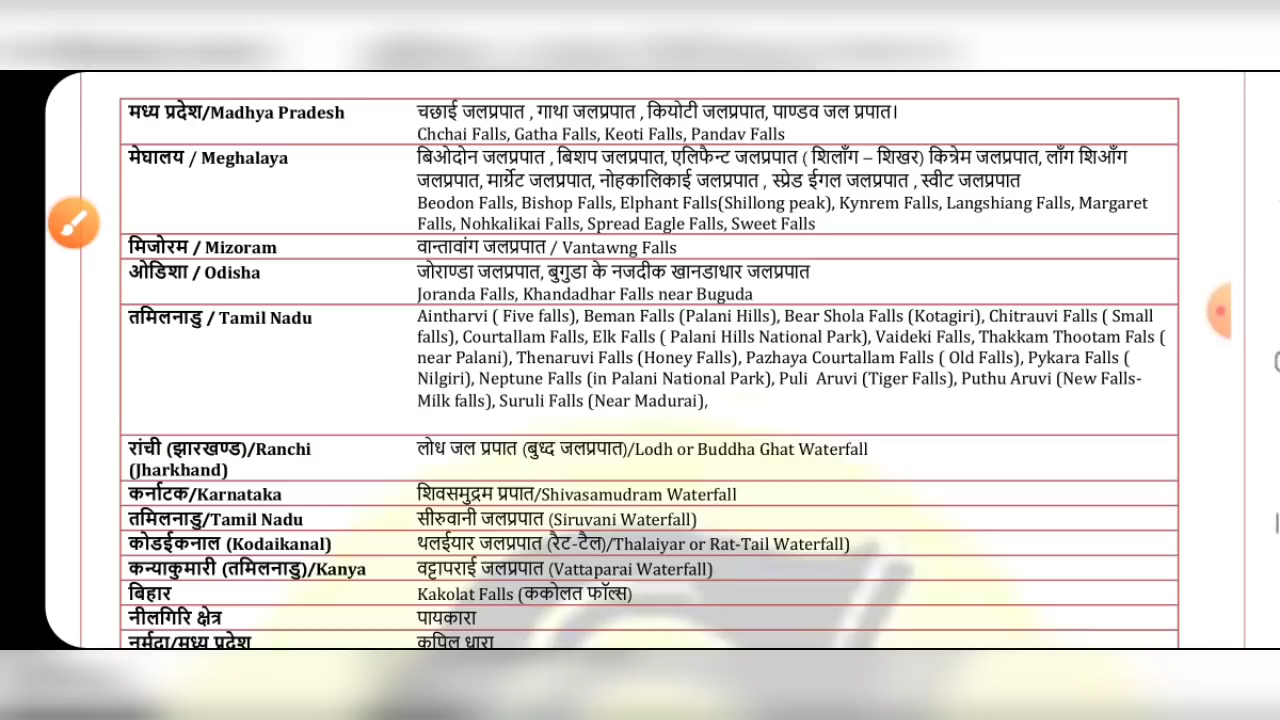 मध्य प्रदेश/Madhya Pradesh
चछाई जलप्रपात , गाथा जलप्रपात , कियोटी जलप्रपात, पाण्डव जल प्रपात।
Chchai Falls, Gatha Falls, Keoti Falls, Pandav Falls
मेघालय / Meghalaya
बिओदोन जलप्रपात , बिशप जलप्रपात, एलिफैन्ट जलप्रपात ( शिलाँग – शिखर) कित्रेम जलप्रपात, लाँग शिआँग
जलप्रपात, मार्ग्रेट जलप्रपात, नोहकालिकाई जलप्रपात , स्प्रेड ईगल जलप्रपात , स्वीट जलप्रपात
Beodon Falls, Bishop Falls, Elphant Falls(Shillong peak), Kynrem Falls, Langshiang Falls, Margaret
Falls, Nohkalikai Falls, Spread Eagle Falls, Sweet Falls
मिजोरम / Mizoram
वान्तावांग जलप्रपात / Vantawng Falls
ओडिशा / Odisha
जोराण्डा जलप्रपात, बुगुडा के नजदीक खानडाधार जलप्रपात
Joranda Falls, Khandadhar Falls near Buguda
तमिलनाडु / Tamil Nadu
Aintharvi ( Five falls), Beman Falls (Palani Hills), Bear Shola Falls (Kotagiri), Chitrauvi Falls ( Small
falls), Courtallam Falls, Elk Falls ( Palani Hills National Park), Vaideki Falls, Thakkam Thootam Fals (
near Palani), Thenaruvi Falls (Honey Falls), Pazhaya Courtallam Falls ( Old Falls), Pykara Falls (
Nilgiri), Neptune Falls (in Palani National Park), Puli Aruvi (Tiger Falls), Puthu Aruvi (New Falls-
Milk falls), Suruli Falls (Near Madurai),
रांची (झारखण्ड)/Ranchi
(Jharkhand)
लोध जल प्रपात (बुध्द जलप्रपात)/Lodh or Buddha Ghat Waterfall
कर्नाटक/Karnataka
शिवसमुद्रम प्रपात/Shivasamudram Waterfall
तमिलनाडु/Tamil Nadu
सीरुवानी जलप्रपात (Siruvani Waterfall)
कोडईकनाल (Kodaikanal)
थलईयार जलप्रपात (रैट-टैल)/Thalaiyar or Rat-Tail Waterfall)
कन्याकुमारी (तमिलनाडु)/Kanya
वट्टापराई जलप्रपात (Vattaparai Waterfall)
बिहार
Kakolat Falls (ककोलत फॉल्स)
नीलगिरि क्षेत्र
पायकारा
नर्मदा/मध्य प्रदेश
कपिल धारा